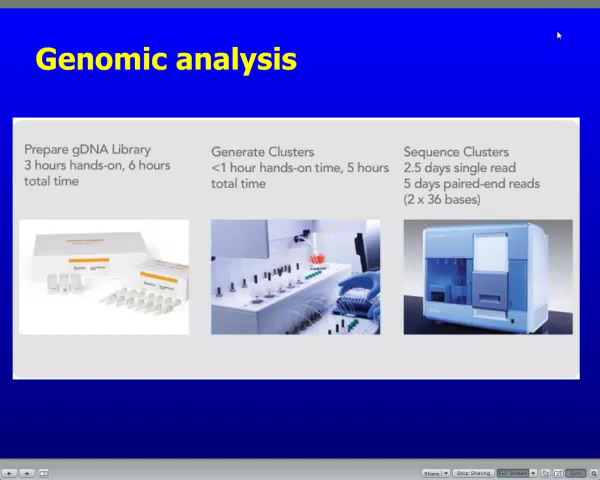 Genomic analysis
Prepare gDNA Library
3 hours hands-on, 6 hours
total time
Generate Clusters
<1 hour hands-on time, 5 hours
total time
Sequence Clusters
2.5 days single read
5 days paired-end reads
(2 x 36 bases)
Share
Stop Sharing
Full Screen
Sync